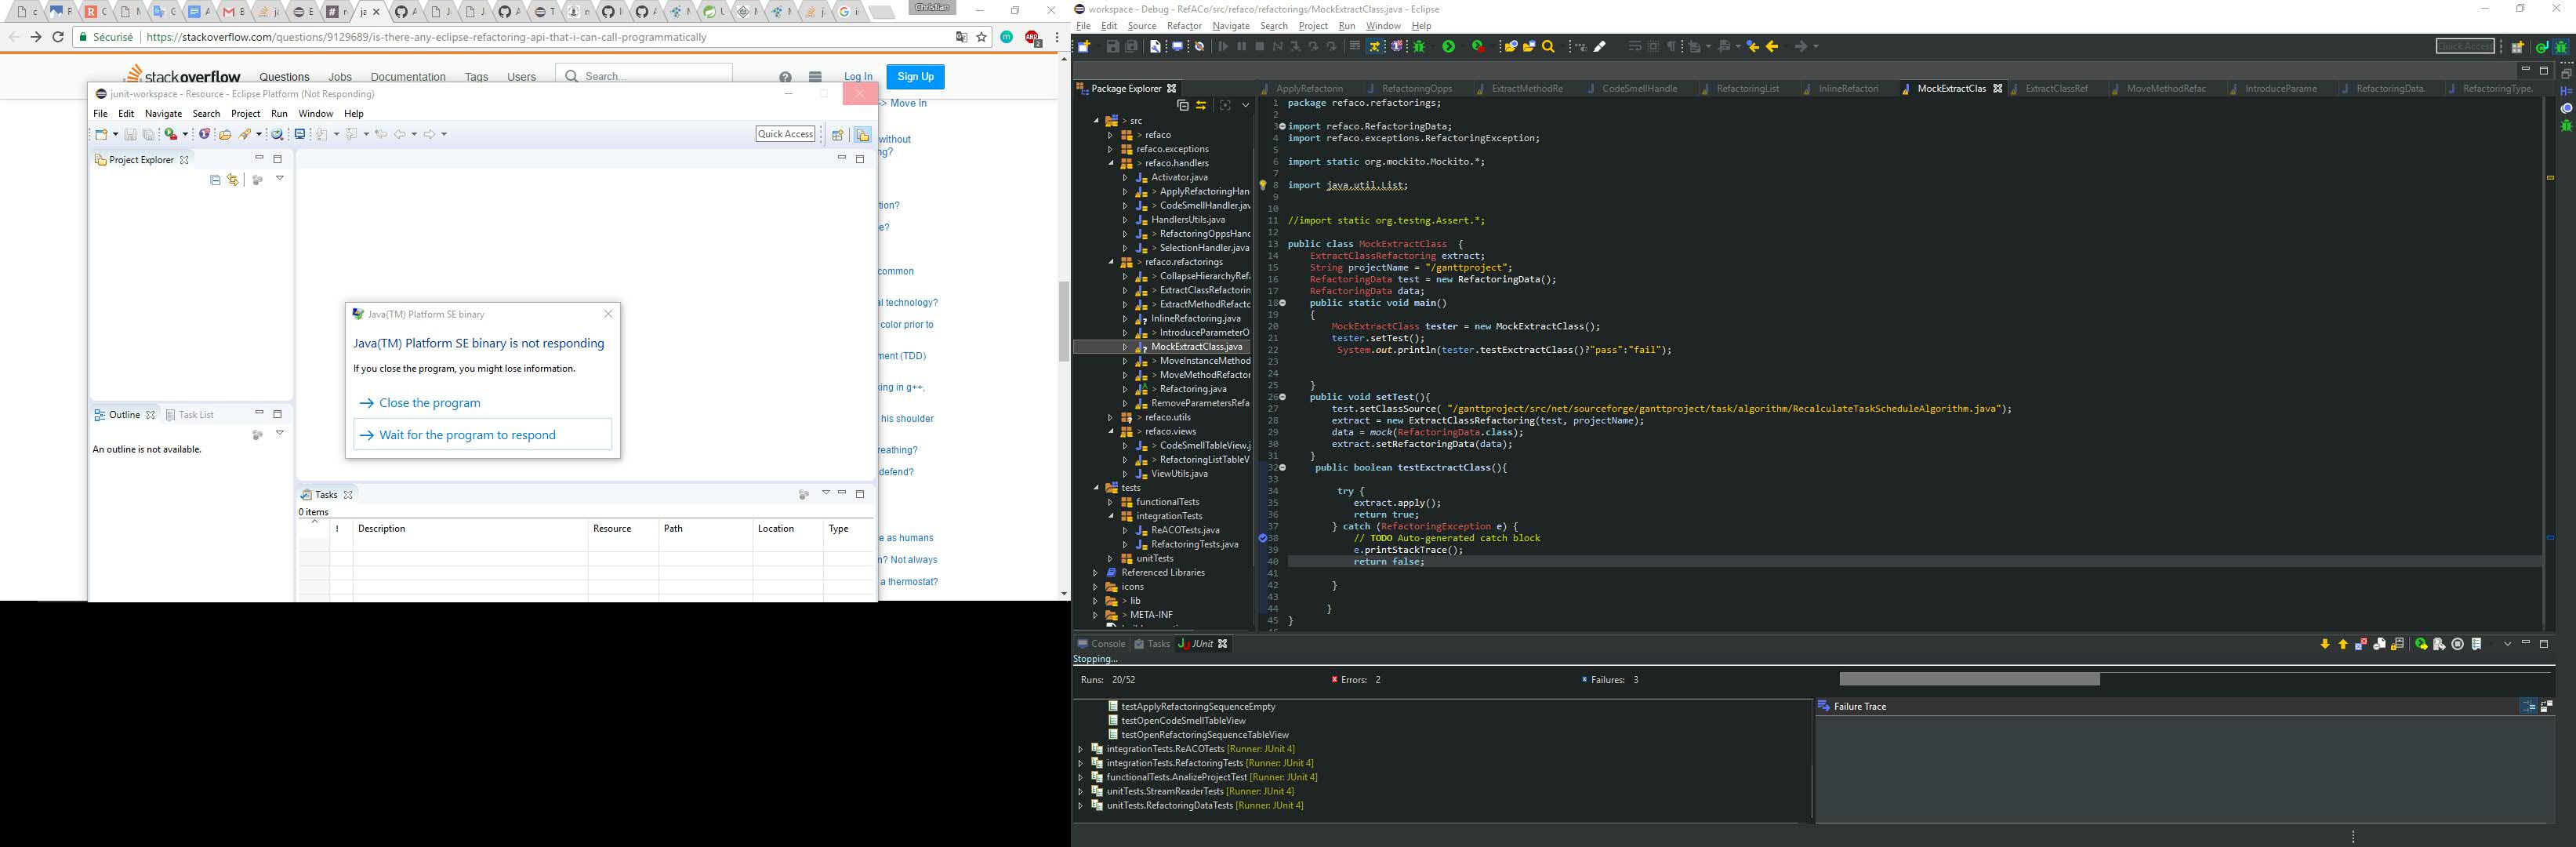 Christian
Sécurisé | https://stackoverflow.com/questions/9129689/is-there-any-eclipse-refactoring-api-that-i-can-call-programmatically
stackoverflow Questions Jobs Documentation Tags Users Search... Log In Sign Up
junit-workspace - Resource - Eclipse Platform (Not Responding)
File Edit Navigate Search Project Run Window Help
Quick Access
Project Explorer
Java(TM) Platform SE binary
Java(TM) Platform SE binary is not responding
If you close the program, you might lose information.
Close the program
Wait for the program to respond
Outline Task List
An outline is not available.
Tasks
0 items
! Description Resource Path Location Type
> Move in
without
ng?
tion?
e?
common
al technology?
color prior to
ment (TDD)
king in g++,
his shoulder
reathing?
defend?
e as humans
n? Not always
a thermostat?
workspace - Debug - RefACo/src/refaco/refactorings/MockExtractClass.java - Eclipse
File Edit Source Refactor Navigate Search Project Run Window Help
Quick Access
Package Explorer
ApplyRefactorin RefactoringOpps ExtractMethodRe CodeSmellHandle RefactoringList InlineRefactori MockExtractClas ExtractClassRef MoveMethodRefac IntroduceParame RefactoringData. RefactoringType.
> src
> refaco
refaco.exceptions
> refaco.handlers
Activator.java
> ApplyRefactoringHan
> CodeSmellHandler.jav
HandlersUtils.java
> RefactoringOppsHand
> SelectionHandler.java
> refaco.refactorings
> CollapseHierarchyRefa
> ExtractClassRefactorin
> ExtractMethodRefacto
InlineRefactoring.java
> IntroduceParameterO
MockExtractClass.java
> MoveInstanceMethod
> MoveMethodRefactor
> Refactoring.java
RemoveParametersRefa
> refaco.utils
> refaco.views
> CodeSmellTableView.j
> RefactoringListTableV
ViewUtils.java
tests
functionalTests
integrationTests
ReACOTests.java
RefactoringTests.java
unitTests
Referenced Libraries
icons
> lib
> META-INF
1 package refaco.refactorings;
2
3 import refaco.RefactoringData;
4 import refaco.exceptions.RefactoringException;
5
6 import static org.mockito.Mockito.*;
7
8 import java.util.List;
9
10
11 //import static org.testng.Assert.*;
12
13 public class MockExtractClass {
14 ExtractClassRefactoring extract;
15 String projectName = "/ganttproject";
16 RefactoringData test = new RefactoringData();
17 RefactoringData data;
18 public static void main()
19 {
20 MockExtractClass tester = new MockExtractClass();
21 tester.setTest();
22 System.out.println(tester.testExctractClass()?"pass":"fail");
23
24
25 }
26 public void setTest(){
27 test.setClassSource( "/ganttproject/src/net/sourceforge/ganttproject/task/algorithm/RecalculateTaskScheduleAlgorithm.java");
28 extract = new ExtractClassRefactoring(test, projectName);
29 data = mock(RefactoringData.class);
30 extract.setRefactoringData(data);
31 }
32 public boolean testExctractClass(){
33
34 try {
35 extract.apply();
36 return true;
37 } catch (RefactoringException e) {
38 // TODO Auto-generated catch block
39 e.printStackTrace();
40 return false;
41
42 }
43
44 }
45 }
Console Tasks JUnit
Stopping...
Runs: 20/52 Errors: 2 Failures: 3
testApplyRefactoringSequenceEmpty
testOpenCodeSmellTableView
testOpenRefactoringSequenceTableView
integrationTests.ReACOTests [Runner: JUnit 4]
integrationTests.RefactoringTests [Runner: JUnit 4]
functionalTests.AnalizeProjectTest [Runner: JUnit 4]
unitTests.StreamReaderTests [Runner: JUnit 4]
unitTests.RefactoringDataTests [Runner: JUnit 4]
Failure Trace